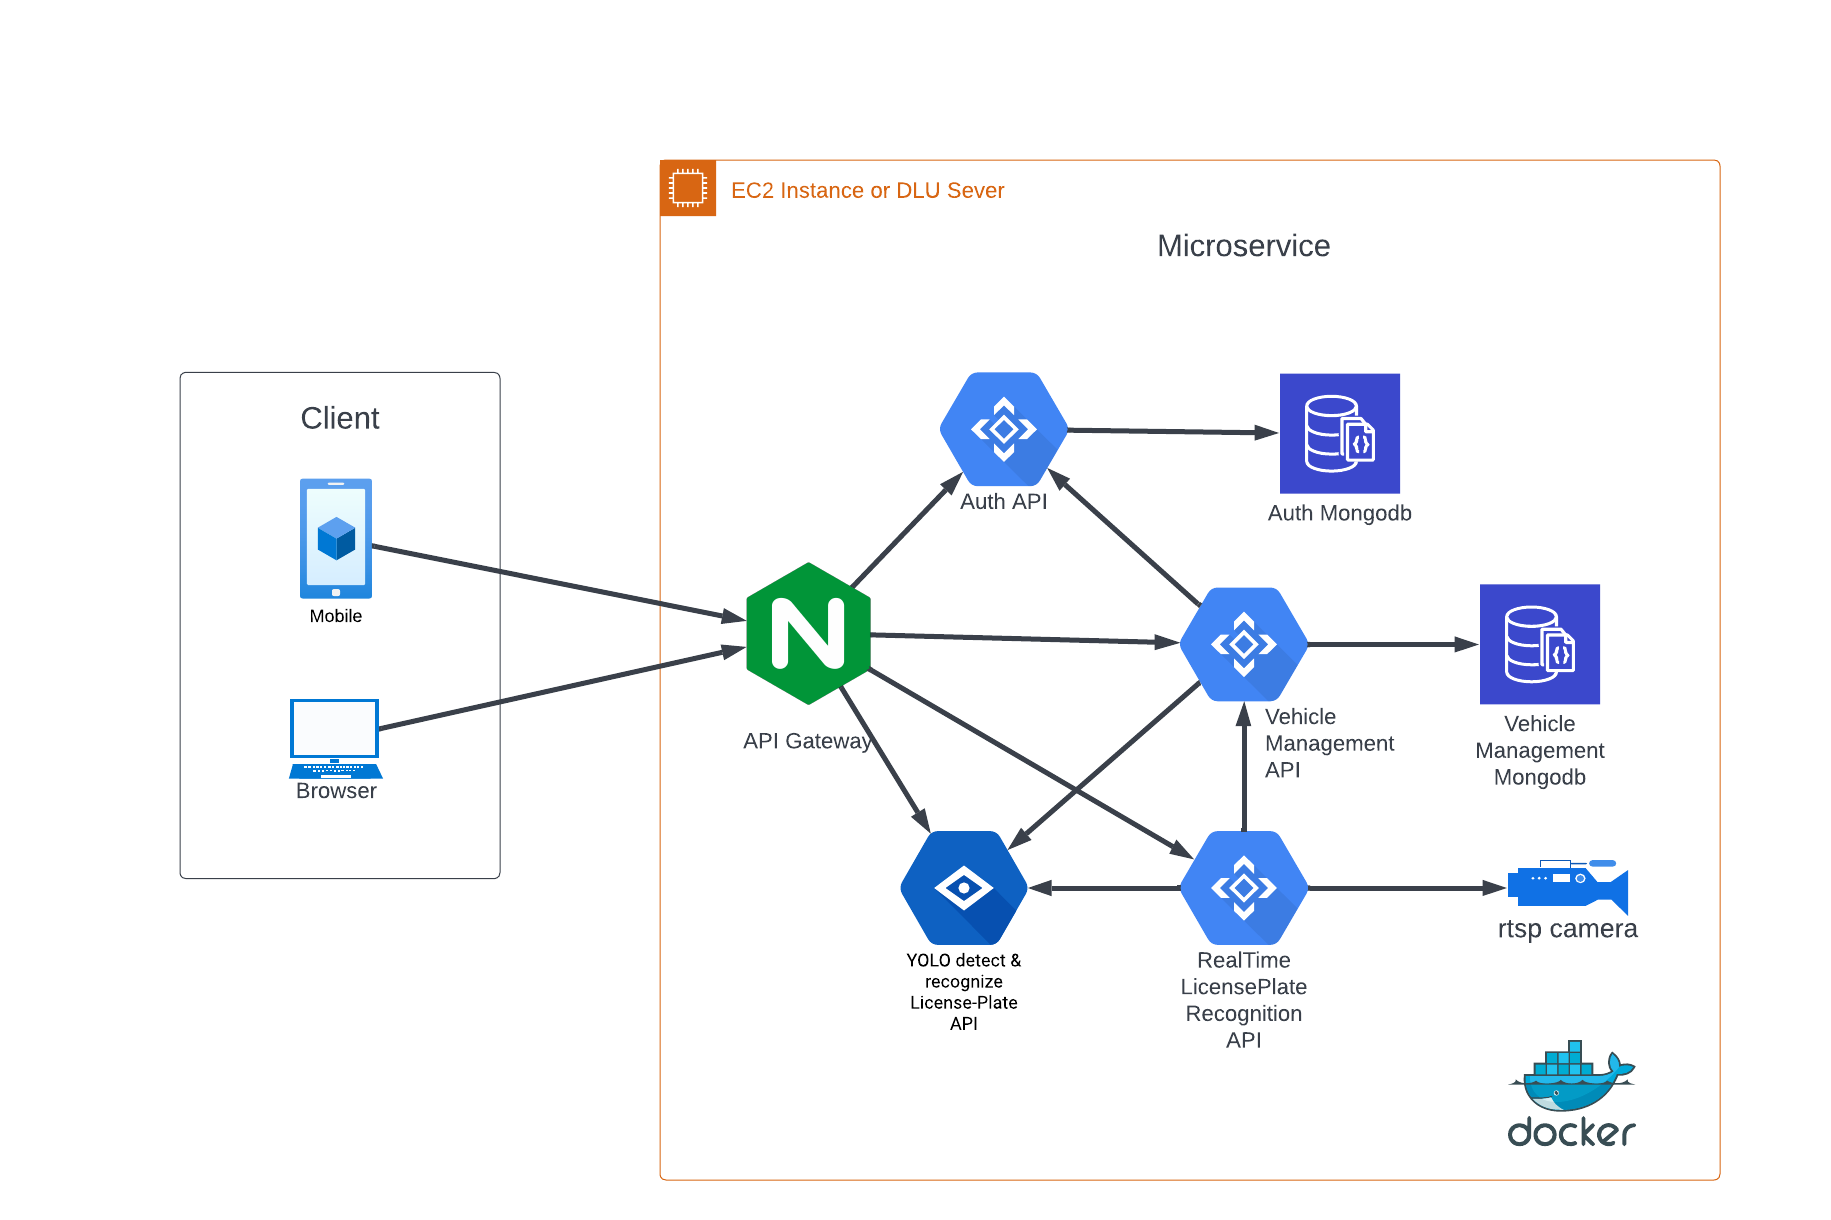 EC2 Instance or DLU Sever
Microservice
Client
Mobile
Browser
API Gateway
Auth API
Auth Mongodb
Vehicle
Management
API
Vehicle
Management
Mongodb
YOLO detect &
recognize
License-Plate
API
RealTime
LicensePlate
Recognition
API
rtsp camera
docker